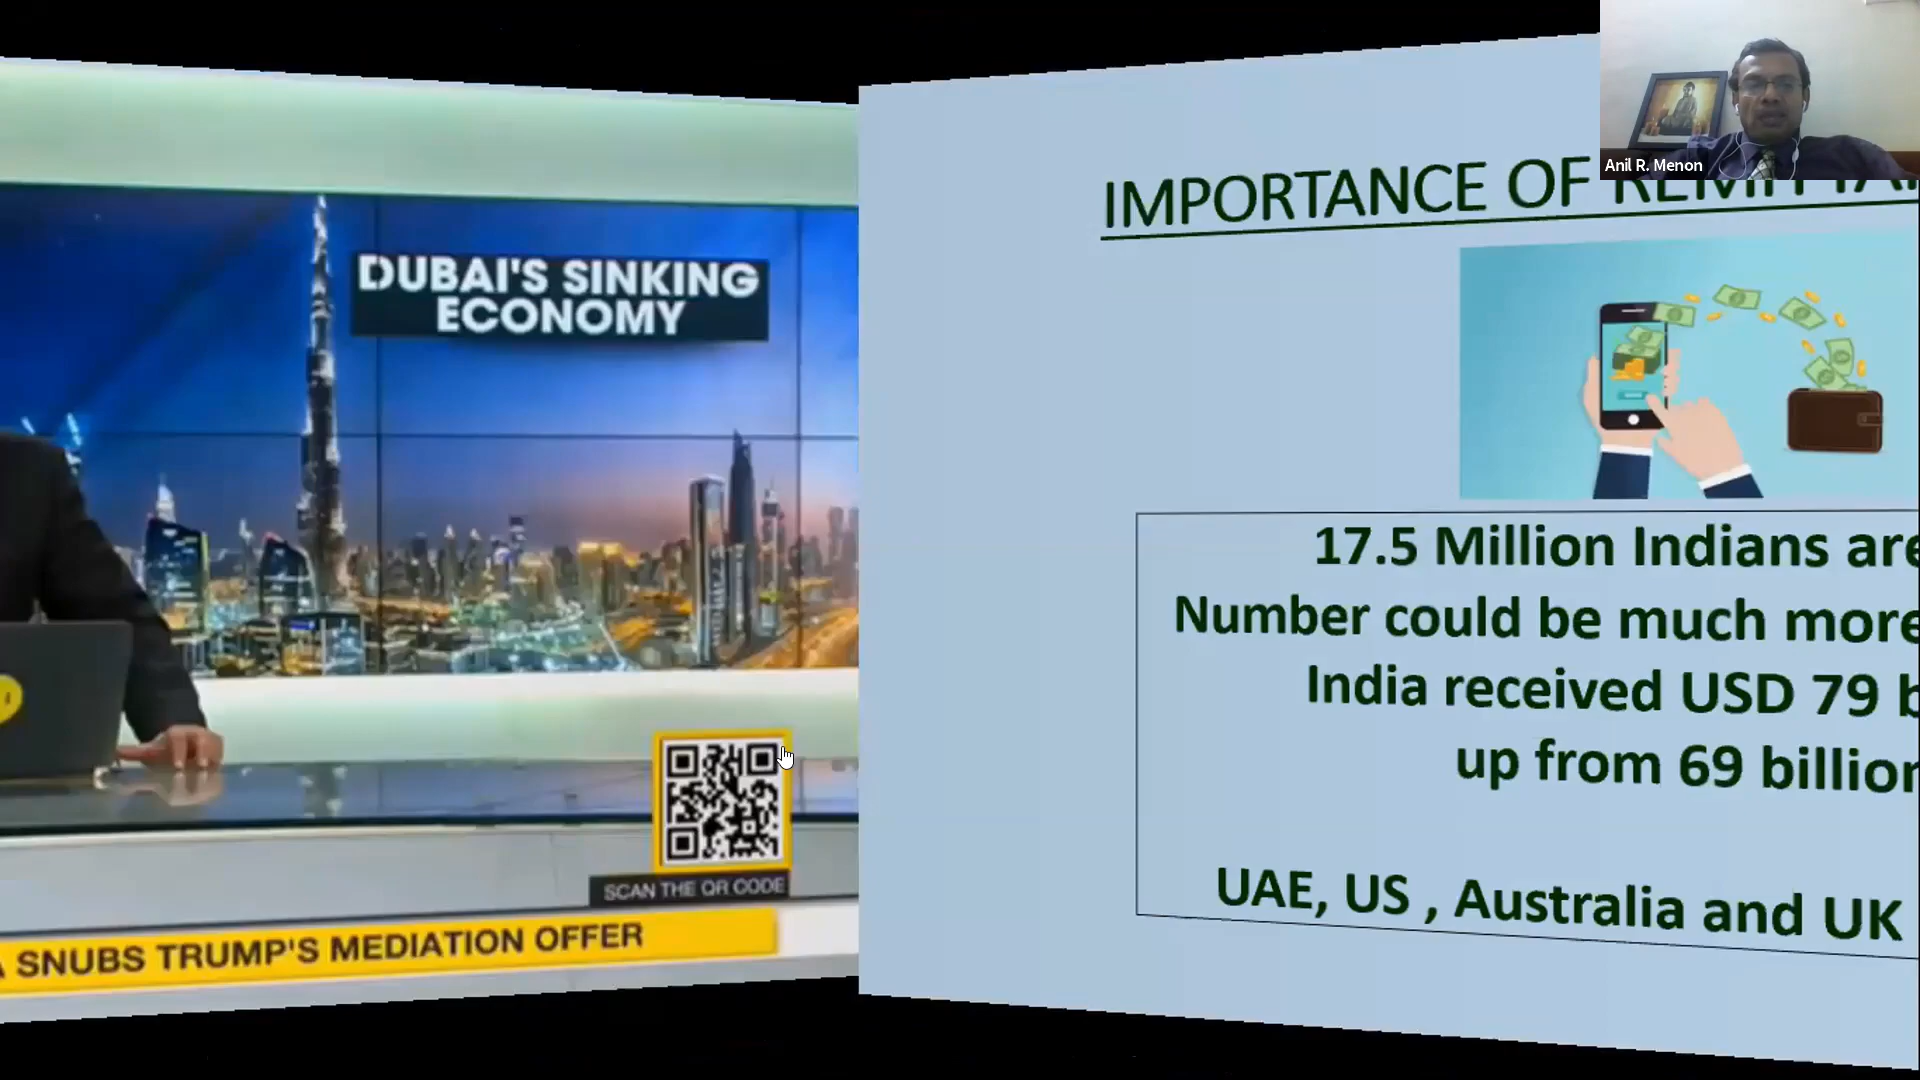 DUBAI'S SINKING
ECONOMY
SCAN THE QR CODE
SNUBS TRUMP'S MEDIATION OFFER
Anil R. Menon
IMPORTANCE OF
17.5 Million Indians are
Number could be much more
India received USD 79 b
up from 69 billion
UAE, US , Australia and UK